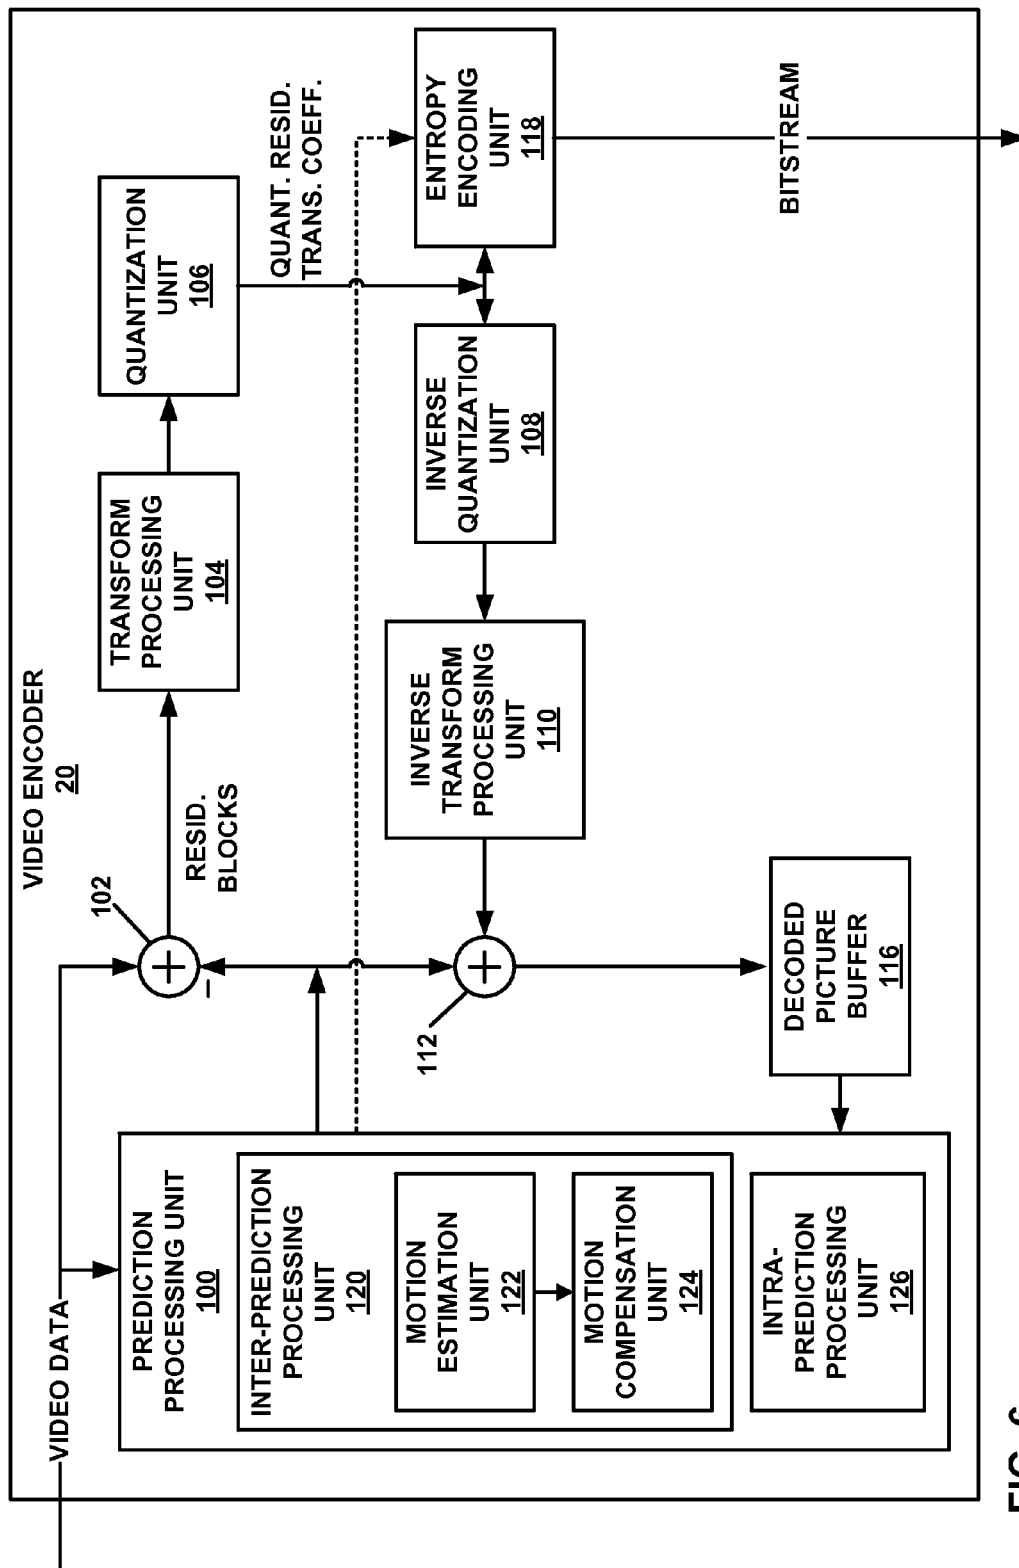 VIDEO ENCODER
20
VIDEO DATA
PREDICTION
PROCESSING UNIT
100
INTER-PREDICTION
PROCESSING
UNIT
120
MOTION
ESTIMATION
UNIT
122
MOTION
COMPENSATION
UNIT
124
INTRA-
PREDICTION
PROCESSING
UNIT
126
102
–
RESID.
BLOCKS
TRANSFORM
PROCESSING
UNIT
104
QUANTIZATION
UNIT
106
QUANT. RESID.
TRANS. COEFF.
112
INVERSE
TRANSFORM
PROCESSING
UNIT
110
INVERSE
QUANTIZATION
UNIT
108
ENTROPY
ENCODING
UNIT
118
DECODED
PICTURE
BUFFER
116
BITSTREAM
FIG.